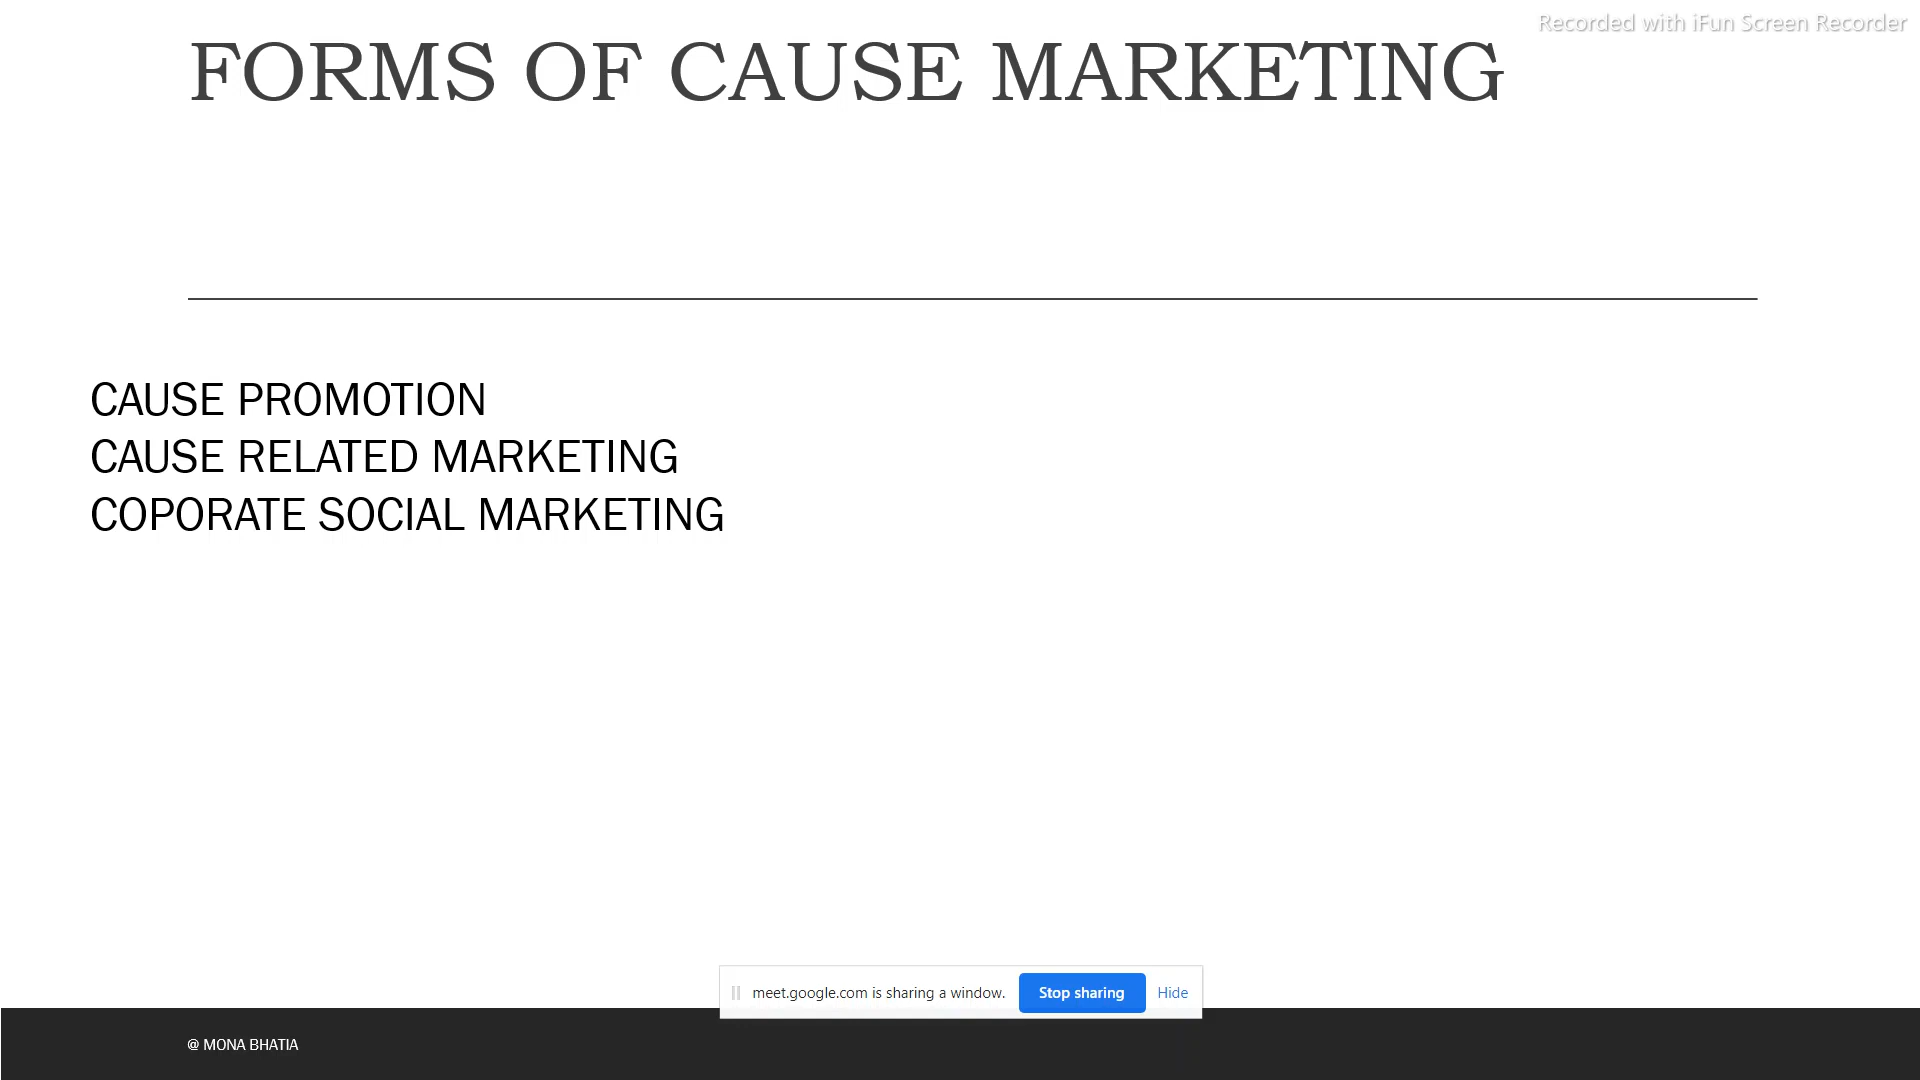 Recorded with iFun Screen Recorder
FORMS OF CAUSE MARKETING
CAUSE PROMOTION
CAUSE RELATED MARKETING
COPORATE SOCIAL MARKETING
meet.google.com is sharing a window. Stop sharing Hide
@ MONA BHATIA